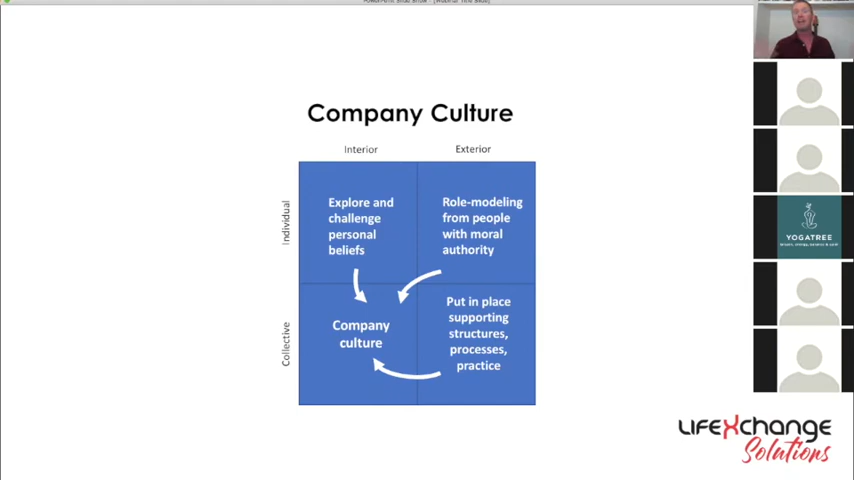 Company Culture
Interior
Exterior
Individual
Explore and
challenge
personal
beliefs
Role-modeling
from people
with moral
authority
Collective
Company
culture
Put in place
supporting
structures,
processes,
practice
YOGATREE
LIFEXchange
Solutions